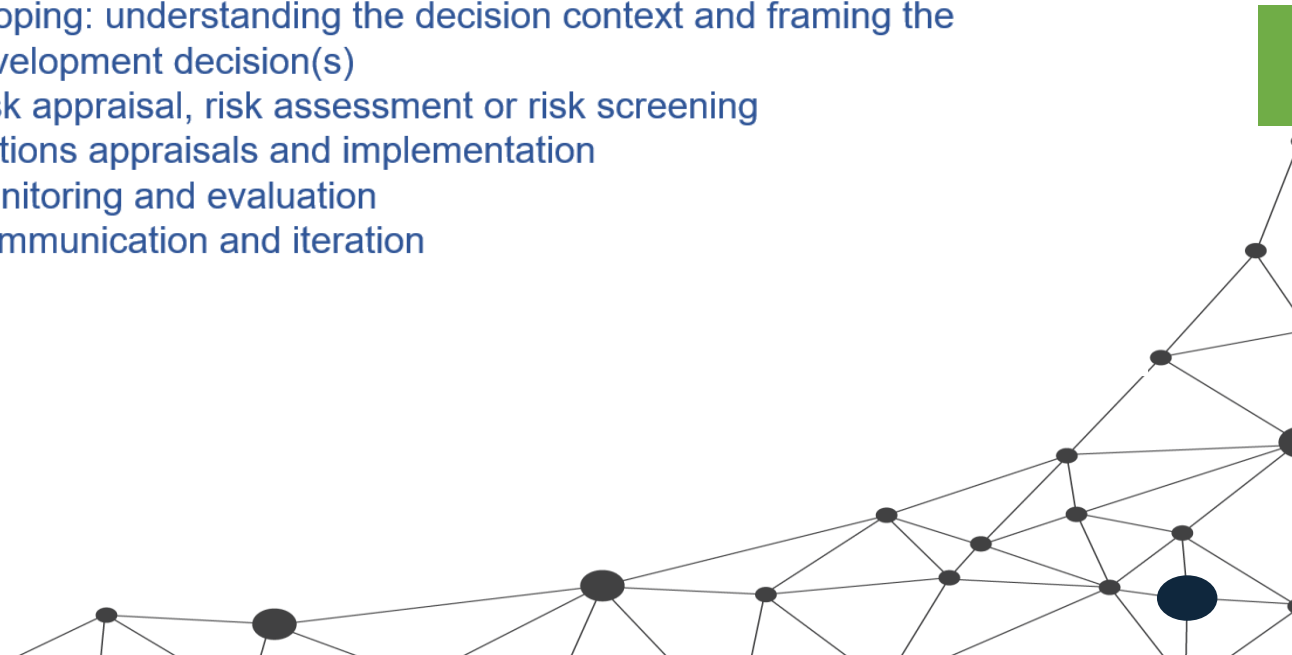 oping: understanding the decision context and framing the
velopment decision(s)
sk appraisal, risk assessment or risk screening
tions appraisals and implementation
nitoring and evaluation
mmunication and iteration